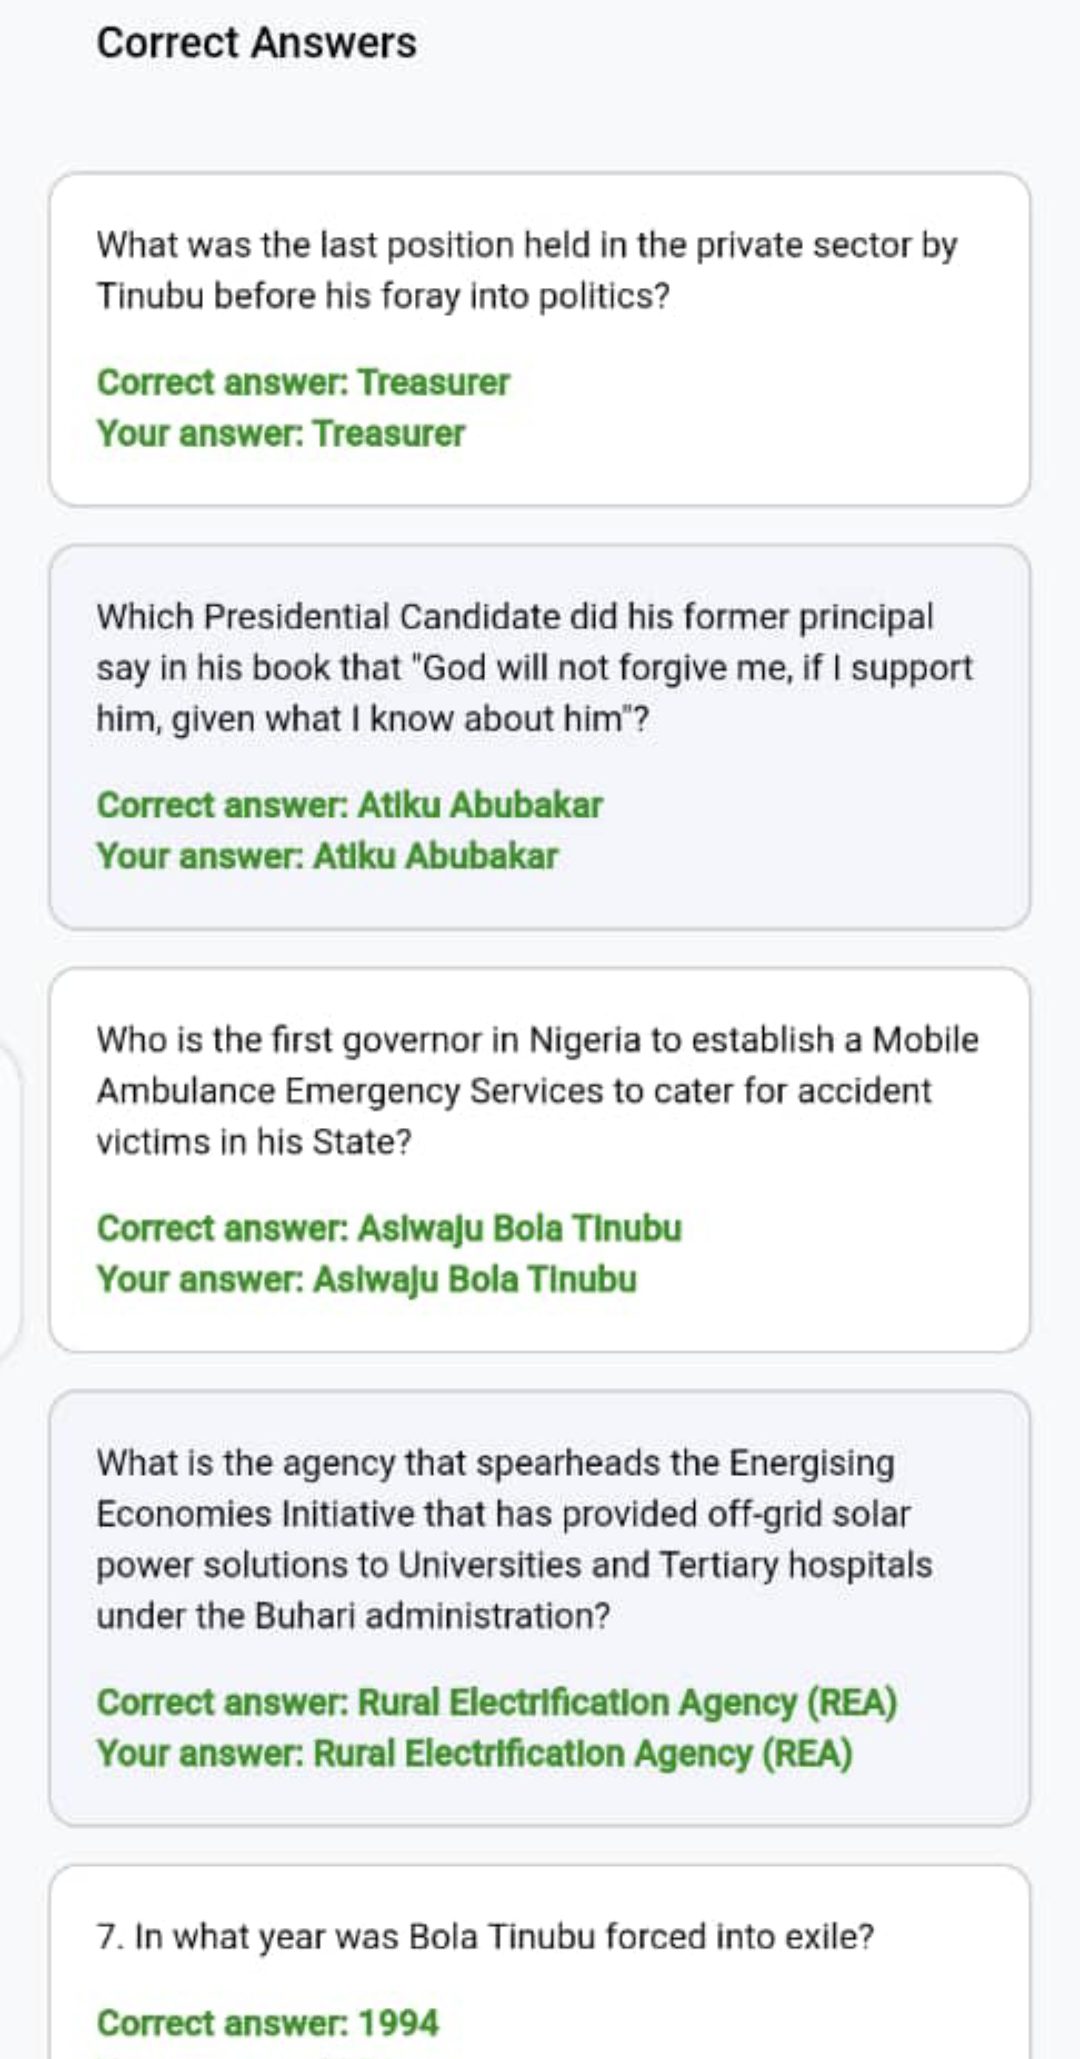 Correct Answers
What was the last position held in the private sector by
Tinubu before his foray into politics?
Correct answer: Treasurer
Your answer: Treasurer
Which Presidential Candidate did his former principal
say in his book that "God will not forgive me, if I support
him, given what I know about him"?
Correct answer: Atiku Abubakar
Your answer: Atiku Abubakar
Who is the first governor in Nigeria to establish a Mobile
Ambulance Emergency Services to cater for accident
victims in his State?
Correct answer: Asiwaju Bola Tinubu
Your answer: Asiwaju Bola Tinubu
What is the agency that spearheads the Energising
Economies Initiative that has provided off-grid solar
power solutions to Universities and Tertiary hospitals
under the Buhari administration?
Correct answer: Rural Electrification Agency (REA)
Your answer: Rural Electrification Agency (REA)
7. In what year was Bola Tinubu forced into exile?
Correct answer: 1994